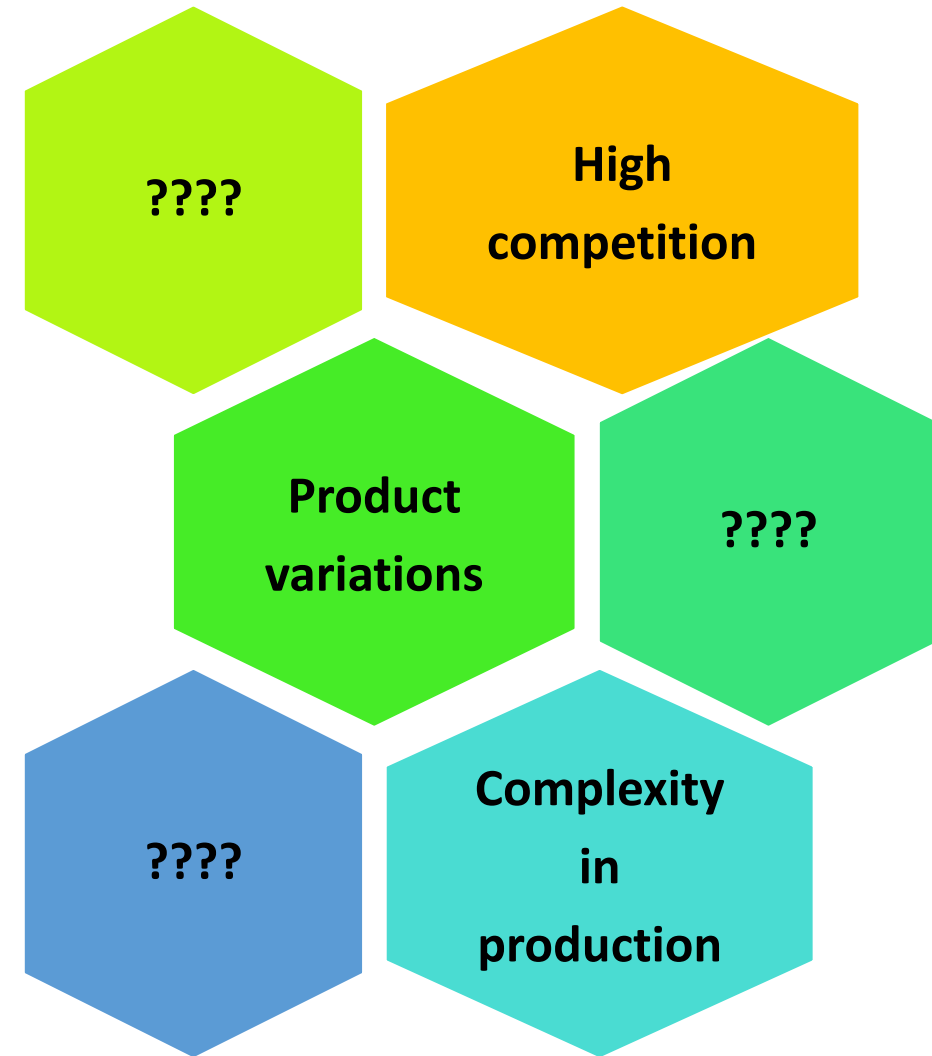 ????
High
competition
Product
variations
????
????
Complexity
in
production